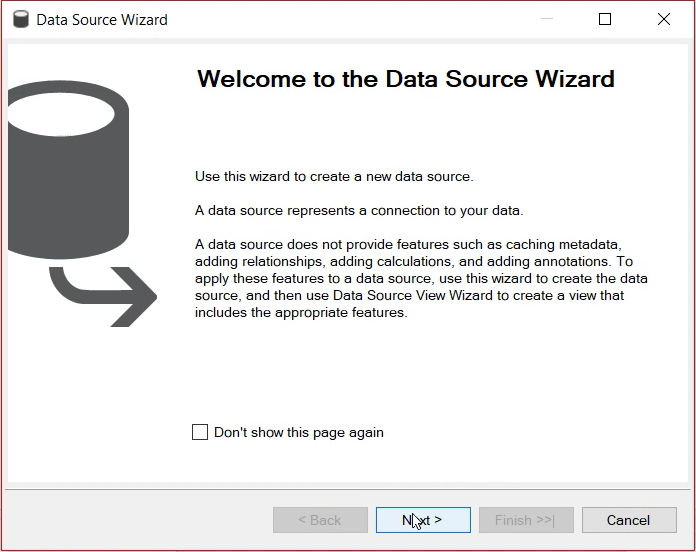 Data Source Wizard
Welcome to the Data Source Wizard
Use this wizard to create a new data source.
A data source represents a connection to your data.
A data source does not provide features such as caching metadata,
adding relationships, adding calculations, and adding annotations. To
apply these features to a data source, use this wizard to create the data
source, and then use Data Source View Wizard to create a view that
includes the appropriate features.
Don't show this page again
< Back
Next >
Finish >>|
Cancel